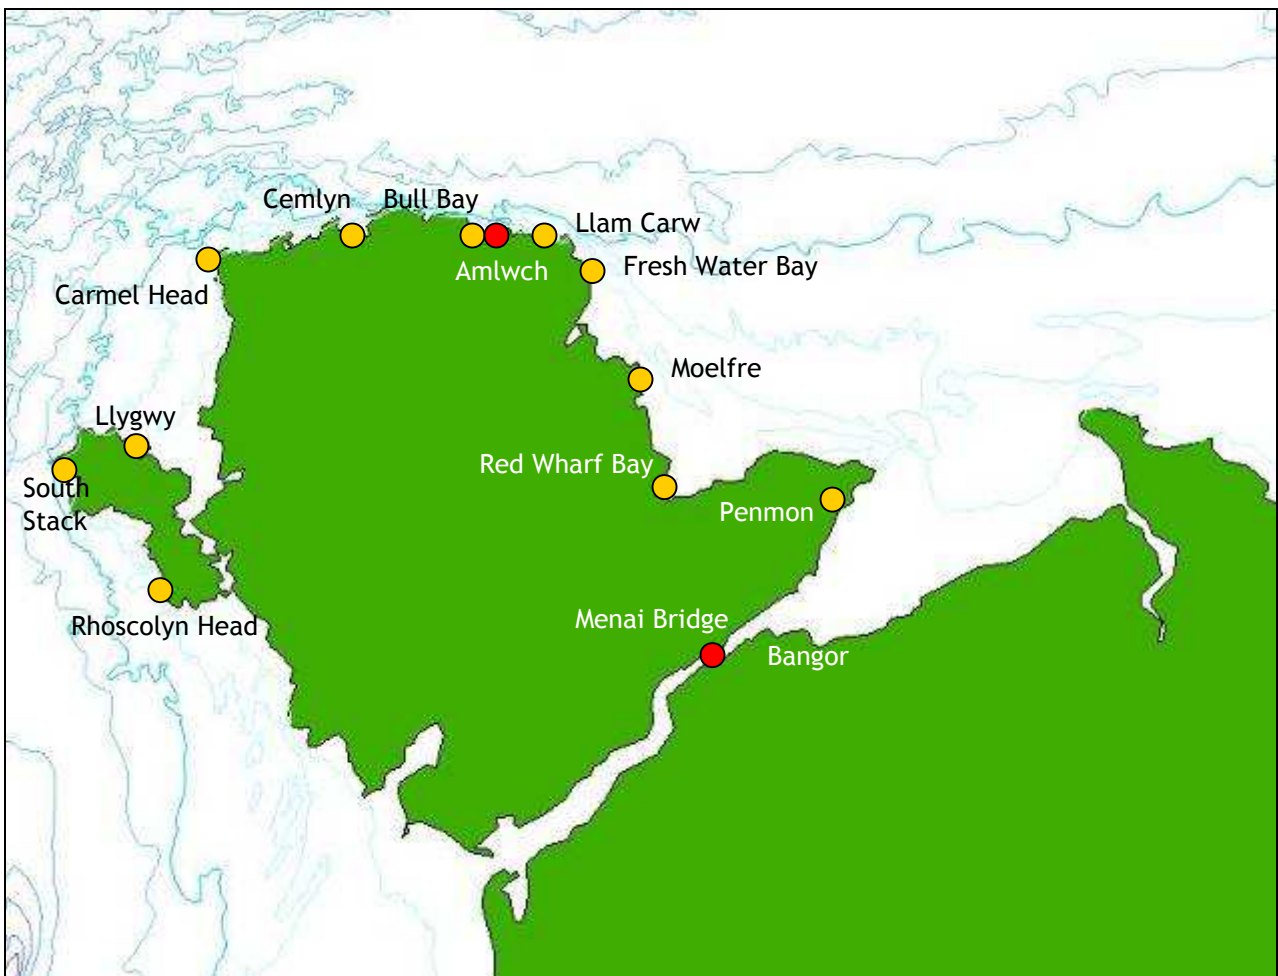 Cemlyn
Bull Bay
Llam Carw
Amlwch
Fresh Water Bay
Carmel Head
Moelfre
Llygwy
Red Wharf Bay
South
Stack
Penmon
Menai Bridge
Rhoscolyn Head
Bangor